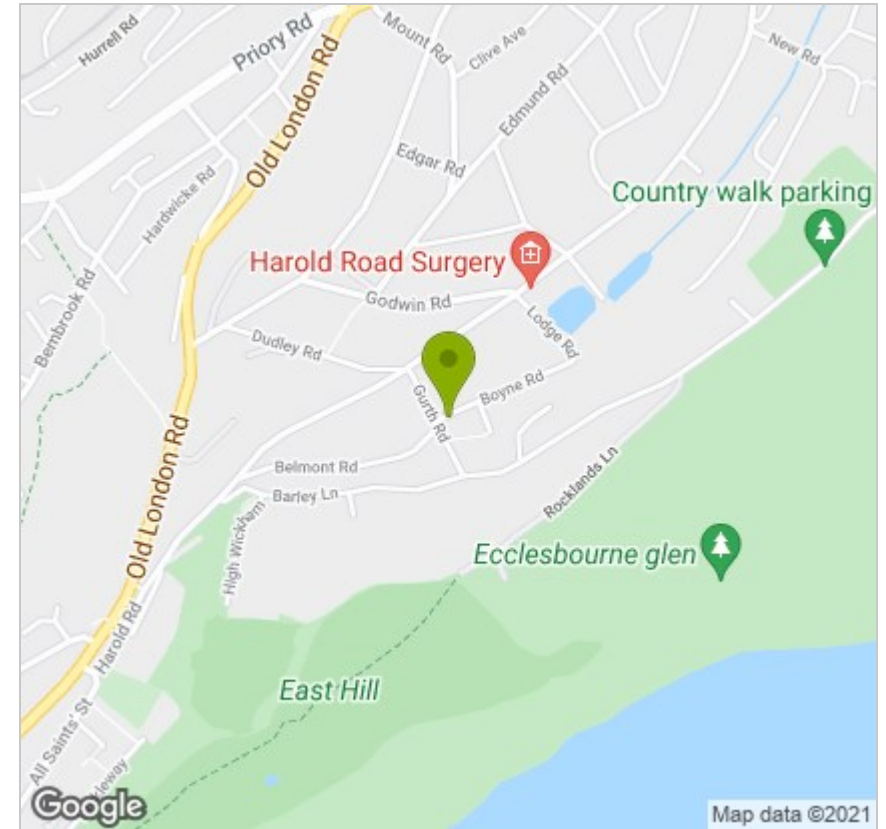 Hurrell Rd
Priory Rd
Old London Rd
Mount Rd
Clive Ave
New Rd
Edmund Rd
Edgar Rd
Hardwicke Rd
Country walk parking
Harold Road Surgery
Godwin Rd
Lodge Rd
Bembrook Rd
Dudley Rd
Boyne Rd
Gurth Rd
Belmont Rd
Barley Ln
Rocklands Ln
High Wickham
Old London Rd
Ecclesbourne glen
Harold Rd
East Hill
All Saints' St
Google
Map data ©2021